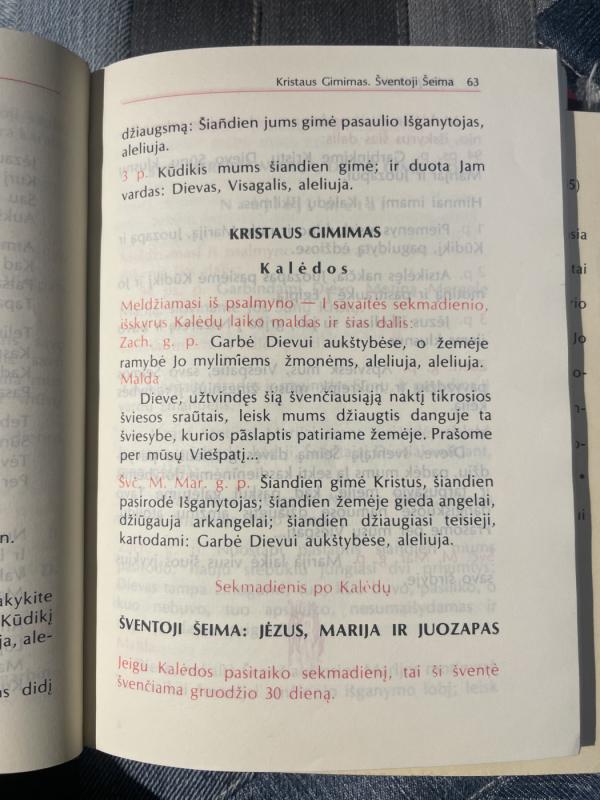 Kristaus Gimimas. Šventoji Šeima 63
džiaugsmą: Šiañdien jums gimė pasaulio Išganytojas,
aleliuja.
3 p. Kūdikis mums šiandien gimė; ir duota Jam
vardas: Dievas, Visagalis, aleliuja.
KRISTAUS GIMIMAS
Kalėdos
Meldžiamasi iš psalmyno — I savaitės sekmadienio,
išskyrus Kalėdų laiko maldas ir šias dalis:
Zach. g. p. Garbė Dievui aukštybėse, o žemėje
ramybė Jo mylimíems žmonėms, aleliuja, aleliuja.
Malda
Dieve, užtvindęs šią švenčiausiąją naktį tikrosios
šviesos sraūtais, leisk mums džiaugtis danguje ta
šviesybe, kurios pāslaptis patiriame žemėje. Prašome
per mūsų Viešpatį...
Švč. M. Mar. g. p. Šiandien gimė Kristus, šiandien
pasirodė Išganytojas; šiandien žemėje gieda angelai,
džiūgauja arkangelai; šiandien džiaugiasi teisieji,
kartodami: Garbė Dievui aukštybėse, aleliuja.
Sekmadienis po Kalėdų
ŠVENTOJI ŠEIMA: JĖZUS, MARIJA IR JUOZAPAS
Jeigu Kalėdos pasitaiko sekmadienį, tai ši šventė
švenčiama gruodžio 30 dieną.